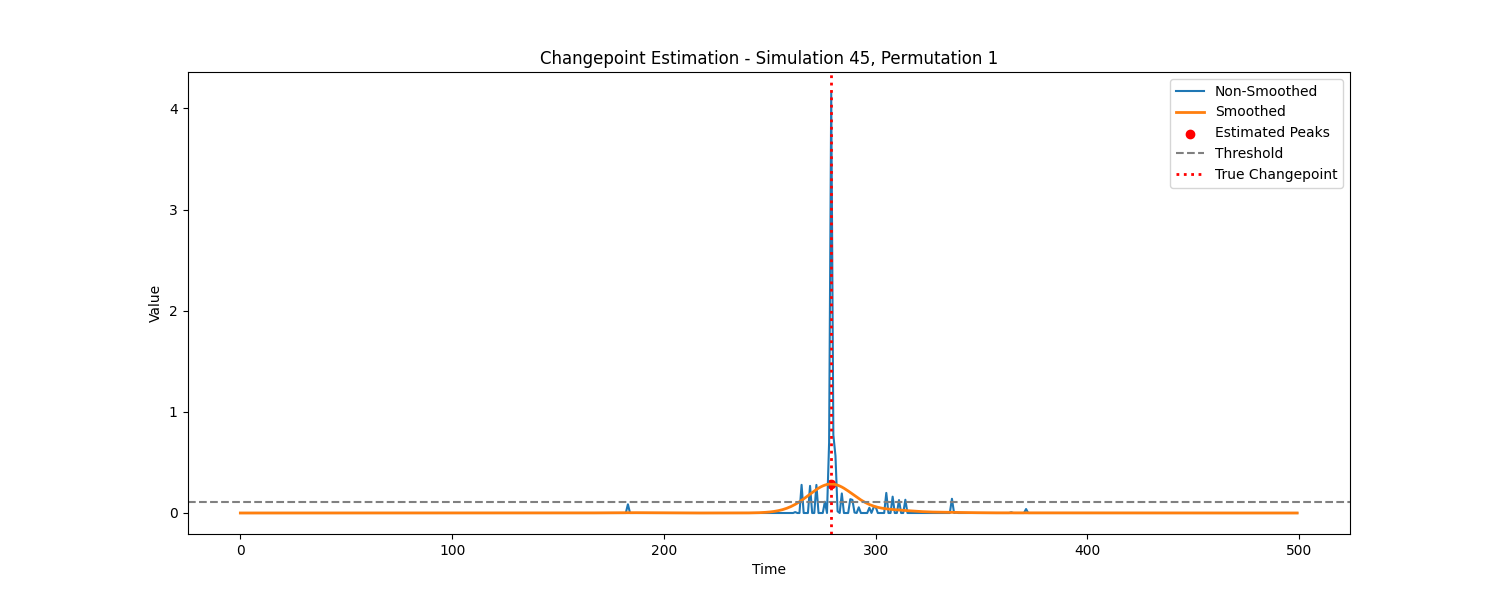 Changepoint Estimation - Simulation 45, Permutation 1
Non-Smoothed
Smoothed
Estimated Peaks
Threshold
True Changepoint
Value
4
3
2
1
0
0 100 200 300 400 500
Time